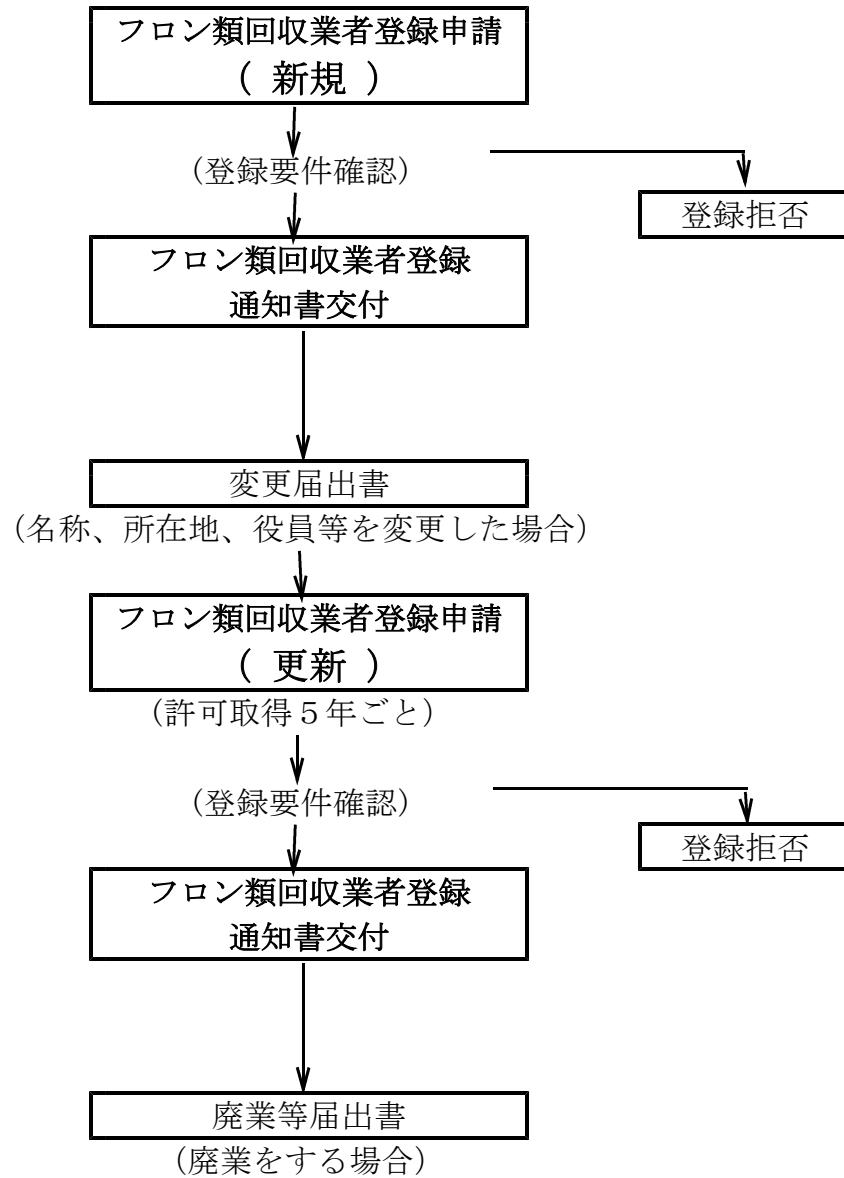 フロン類回収業者登録申請
（ 新規 ）
（登録要件確認）
登録拒否
フロン類回収業者登録
通知書交付
変更届出書
（名称、所在地、役員等を変更した場合）
フロン類回収業者登録申請
（ 更新 ）
（許可取得５年ごと）
（登録要件確認）
登録拒否
フロン類回収業者登録
通知書交付
廃業等届出書
（廃業をする場合）